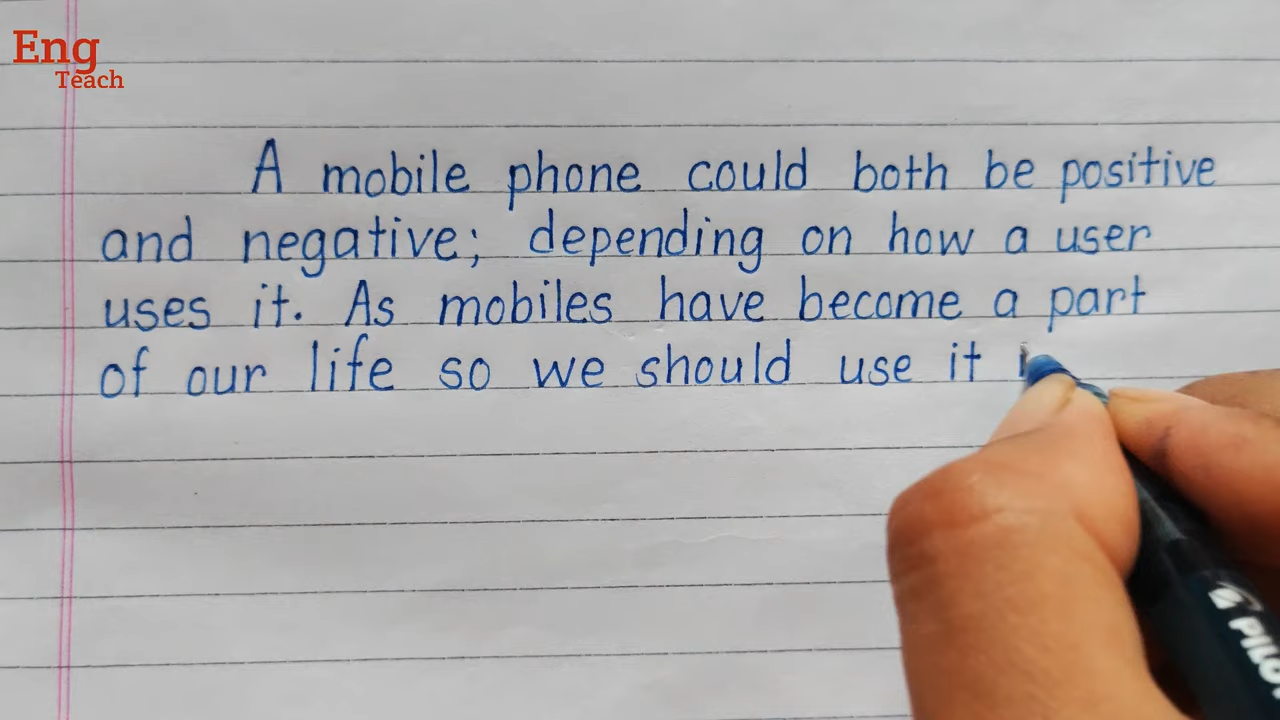 Eng
Teach
A mobile phone could both be positive
and negative; depending on how a user
uses it. As mobiles have become a part
of our life so we should use it
PILOT